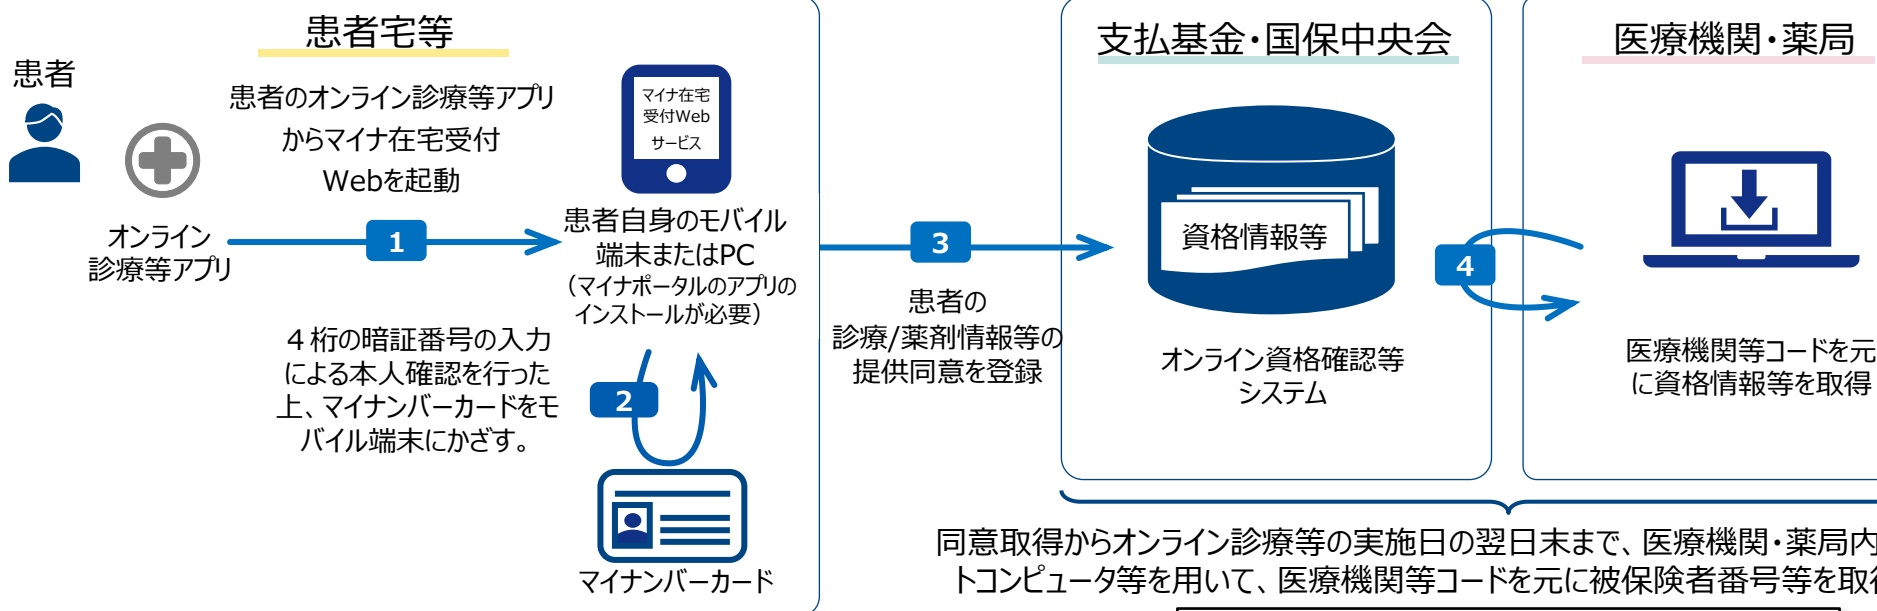 患者宅等
患者
患者のオンライン診療等アプリ
からマイナ在宅受付
Webを起動
オンライン
診療等アプリ
1
マイナ在宅
受付Web
サービス
患者自身のモバイル
端末またはPC
（マイナポータルのアプリの
インストールが必要）
４桁の暗証番号の入力
による本人確認を行った
上、マイナンバーカードをモ
バイル端末にかざす。
2
マイナンバーカード
3
患者の
診療/薬剤情報等の
提供同意を登録
支払基金・国保中央会
資格情報等
オンライン資格確認等
システム
4
医療機関・薬局
医療機関等コードを元
に資格情報等を取得
同意取得からオンライン診療等の実施日の翌日末まで、医療機関・薬局内
トコンピュータ等を用いて、医療機関等コードを元に被保険者番号等を取得